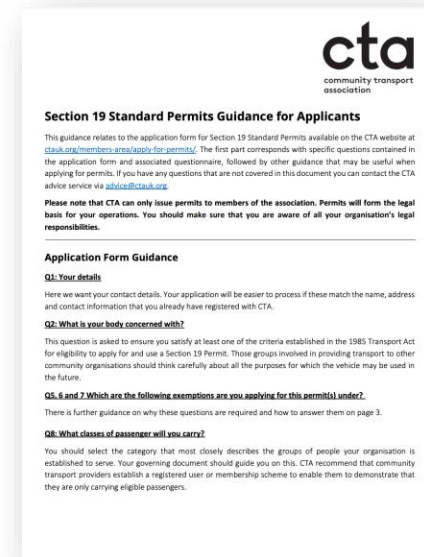 cta
community transport
association
Section 19 Standard Permits Guidance for Applicants
This guidance relates to the application form for Section 19 Standard Permits available on the CTA website at
ctauk.org/members-area/apply-for-permits/. The first part corresponds with specific questions contained in
the application form and associated questionnaire, followed by other guidance that may be useful when
applying for permits. If you have any questions that are not covered in this document you can contact the CTA
advice service via advice@ctauk.org.
Please note that CTA can only issue permits to members of the association. Permits will form the legal
basis for your operations. You should make sure that you are aware of all your organisation's legal
responsibilities.
Application Form Guidance
Q1: Your details
Here we want your contact details. Your application will be easier to process if these match the name, address
and contact information that you already have registered with CTA.
Q2: What is your body concerned with?
This question is asked to ensure you satisfy at least one of the criteria established in the 1985 Transport Act
for eligibility to apply for and use a Section 19 Permit. Those groups involved in providing transport to other
community organisations should think carefully about all the purposes for which the vehicle may be used in
the future.
Q5, 6 and 7 Which are the following exemptions are you applying for this permit(s) under?
There is further guidance on why these questions are required and how to answer them on page 3.
Q8: What classes of passenger will you carry?
You should select the category that most closely describes the groups of people your organisation is
established to serve. Your governing document should guide you on this. CTA recommend that community
transport providers establish a registered user or membership scheme to enable them to demonstrate that
they are only carrying eligible passengers.